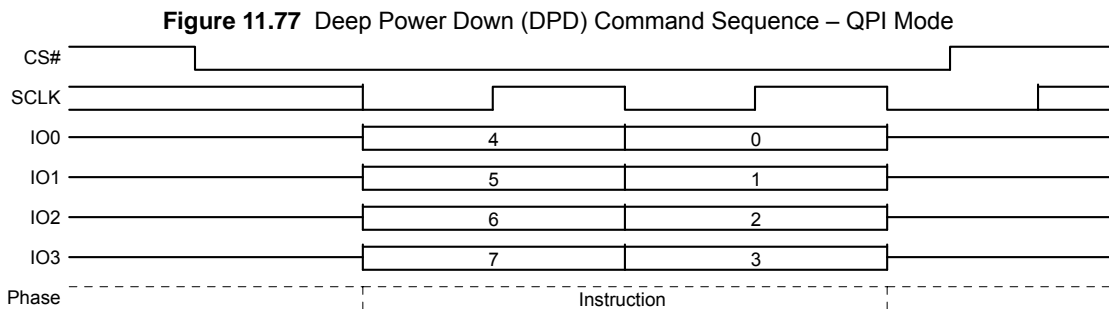 Figure 11.77 Deep Power Down (DPD) Command Sequence – QPI Mode
CS#
SCLK
IO0 4 0
IO1 5 1
IO2 6 2
IO3 7 3
Phase Instruction